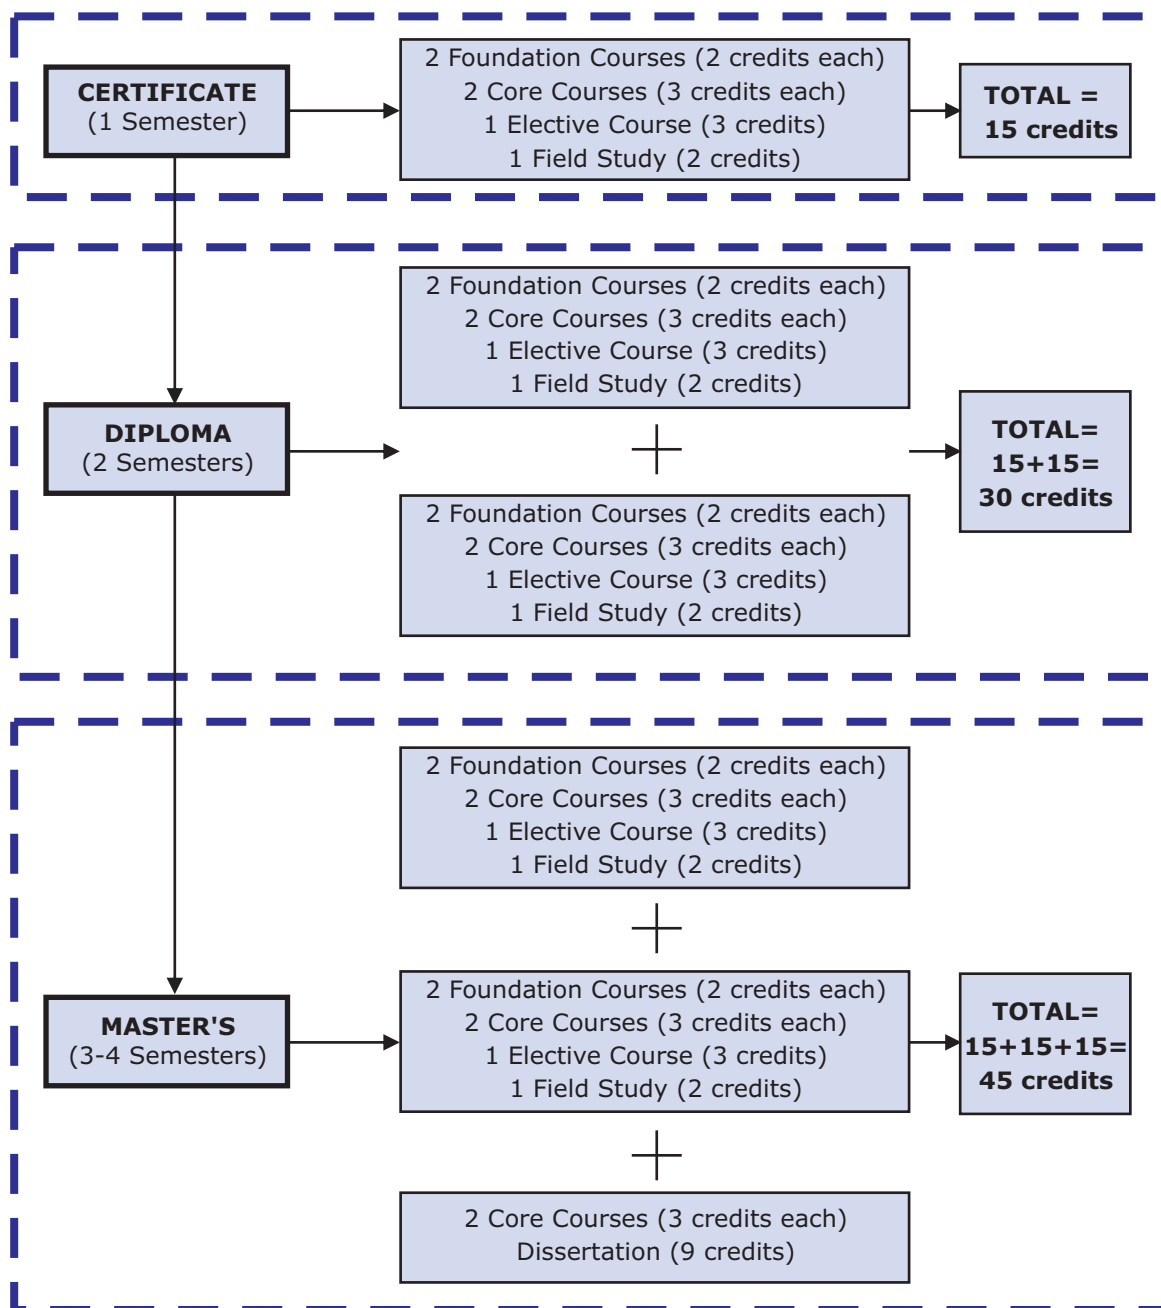 CERTIFICATE
(1 Semester)
2 Foundation Courses (2 credits each)
2 Core Courses (3 credits each)
1 Elective Course (3 credits)
1 Field Study (2 credits)
TOTAL =
15 credits
DIPLOMA
(2 Semesters)
2 Foundation Courses (2 credits each)
2 Core Courses (3 credits each)
1 Elective Course (3 credits)
1 Field Study (2 credits)
+
2 Foundation Courses (2 credits each)
2 Core Courses (3 credits each)
1 Elective Course (3 credits)
1 Field Study (2 credits)
TOTAL=
15+15=
30 credits
MASTER'S
(3-4 Semesters)
2 Foundation Courses (2 credits each)
2 Core Courses (3 credits each)
1 Elective Course (3 credits)
1 Field Study (2 credits)
+
2 Foundation Courses (2 credits each)
2 Core Courses (3 credits each)
1 Elective Course (3 credits)
1 Field Study (2 credits)
+
2 Core Courses (3 credits each)
Dissertation (9 credits)
TOTAL=
15+15+15=
45 credits